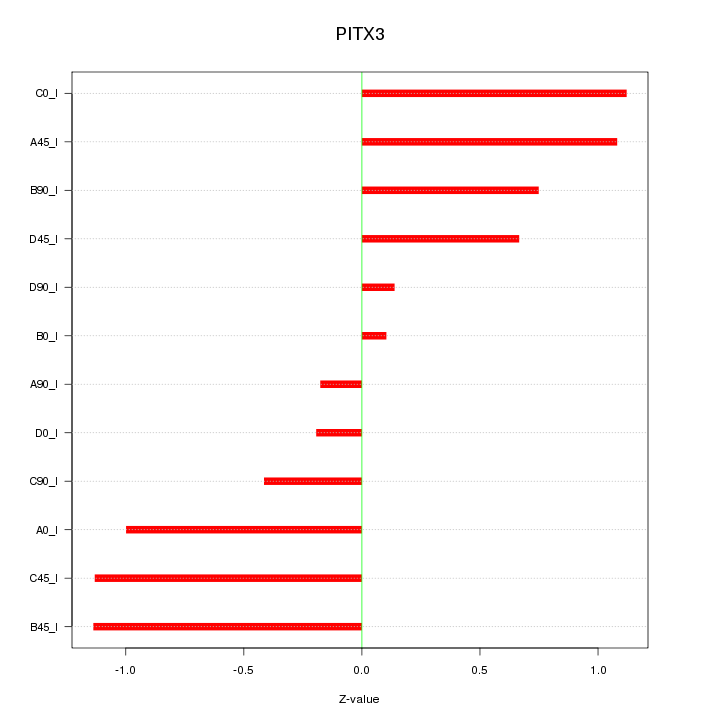 PITX3
C0_I
A45_I
B90_I
D45_I
D90_I
B0_I
A90_I
D0_I
C90_I
A0_I
C45_I
B45_I
-1.0 -0.5 0.0 0.5 1.0
Z-value